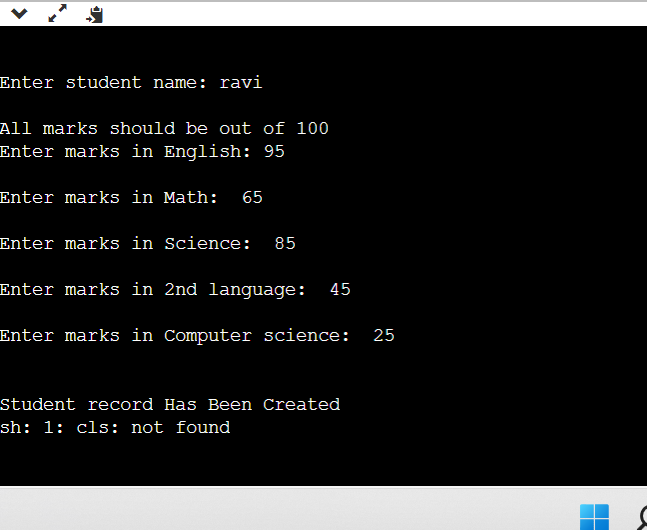 Enter student name: ravi
All marks should be out of 100
Enter marks in English: 95
Enter marks in Math:  65
Enter marks in Science:  85
Enter marks in 2nd language:  45
Enter marks in Computer science:  25
Student record Has Been Created
sh: 1: cls: not found